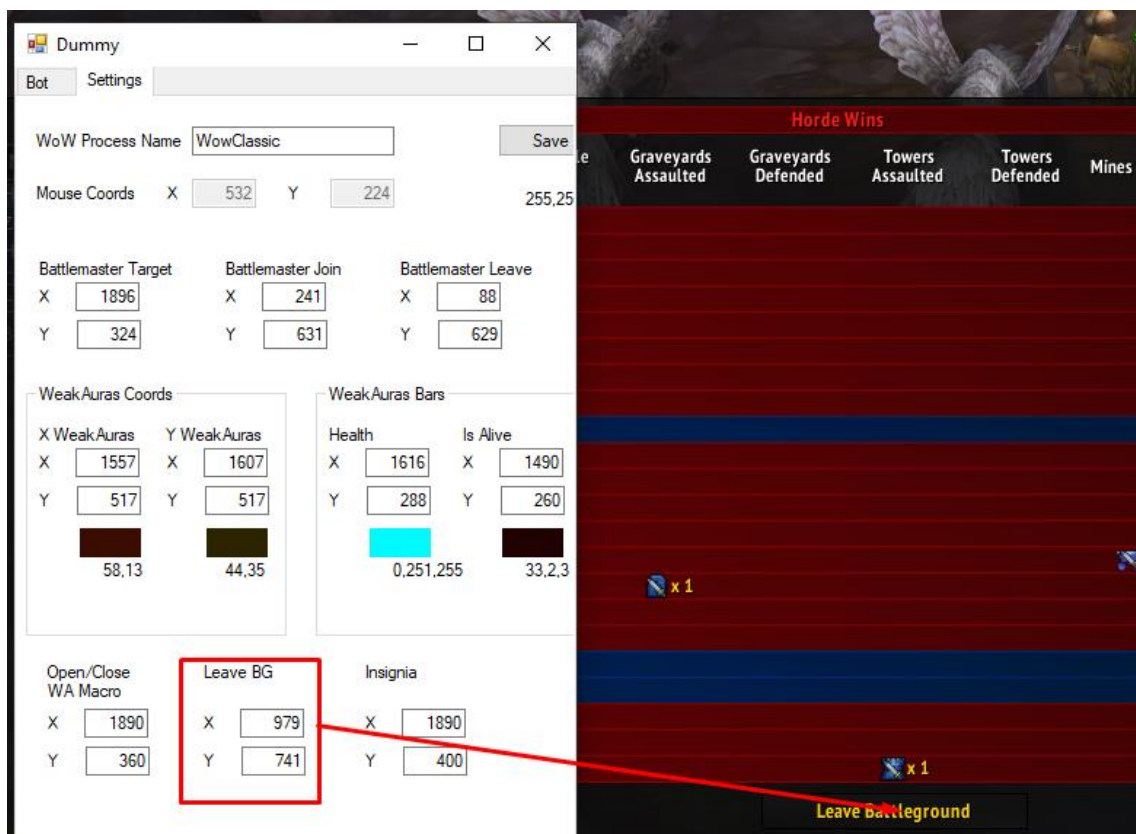 Dummy
Bot Settings
WoW Process Name WowClassic Save
Mouse Coords X 532 Y 224 255,25
Battlemaster Target Battlemaster Join Battlemaster Leave
X 1896 X 241 X 88
Y 324 Y 631 Y 629
WeakAuras Coords WeakAuras Bars
X WeakAuras Y WeakAuras Health Is Alive
X 1557 X 1607 X 1616 X 1490
Y 517 Y 517 Y 288 Y 260
58,13 44,35 0,251,255 33,2,3
Open/Close
WA Macro Leave BG Insignia
X 1890 X 979 X 1890
Y 360 Y 741 Y 400
Horde Wins
Graveyards Assaulted Graveyards Defended Towers Assaulted Towers Defended Mines
x 1
x 1
Leave Battleground